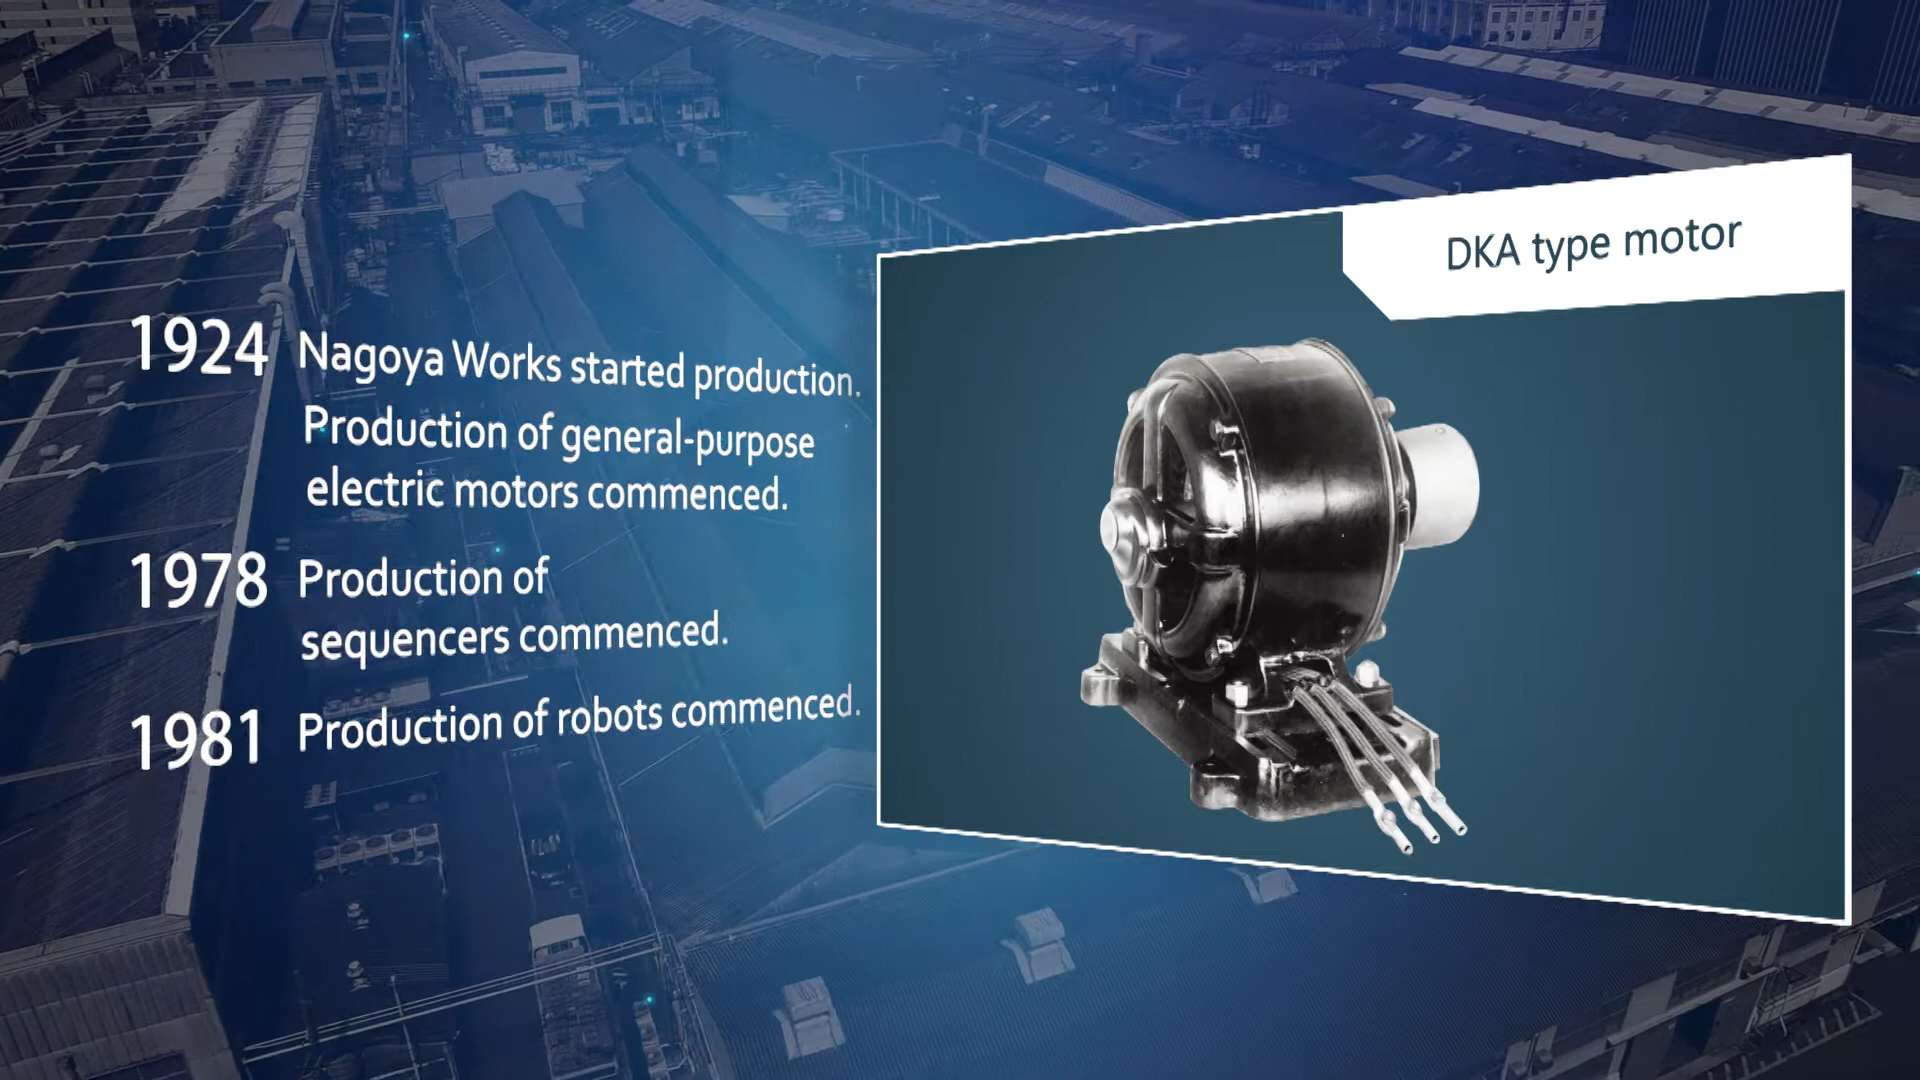 DKA type motor
1924 Nagoya Works started production.
Production of general-purpose
electric motors commenced.
1978 Production of
sequencers commenced.
1981 Production of robots commenced.